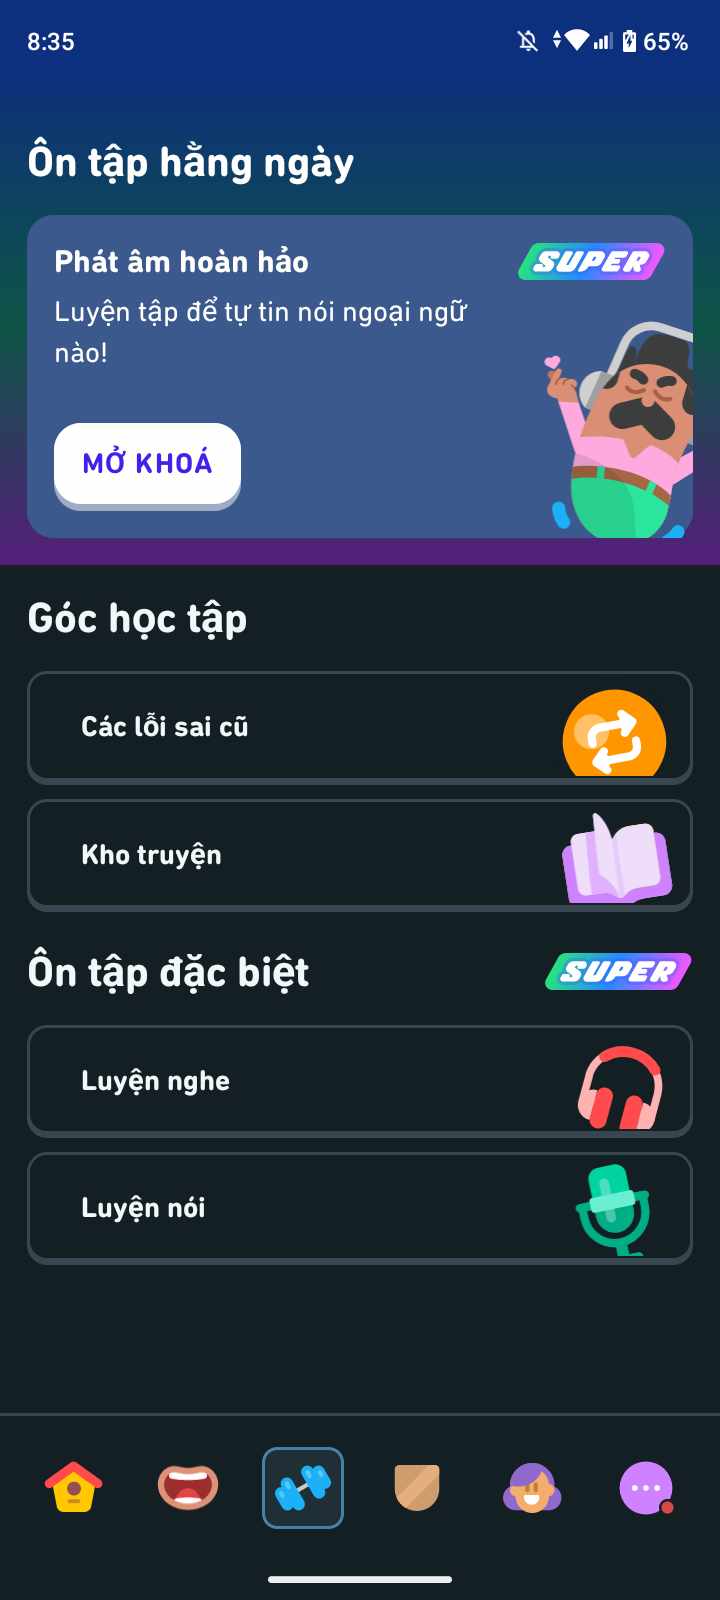 8:35
65%
Ôn tập hằng ngày
Phát âm hoàn hảo
SUPER
Luyện tập để tự tin nói ngoại ngữ
nào!
MỞ KHOÁ
Góc học tập
Các lỗi sai cũ
Kho truyện
Ôn tập đặc biệt
SUPER
Luyện nghe
Luyện nói